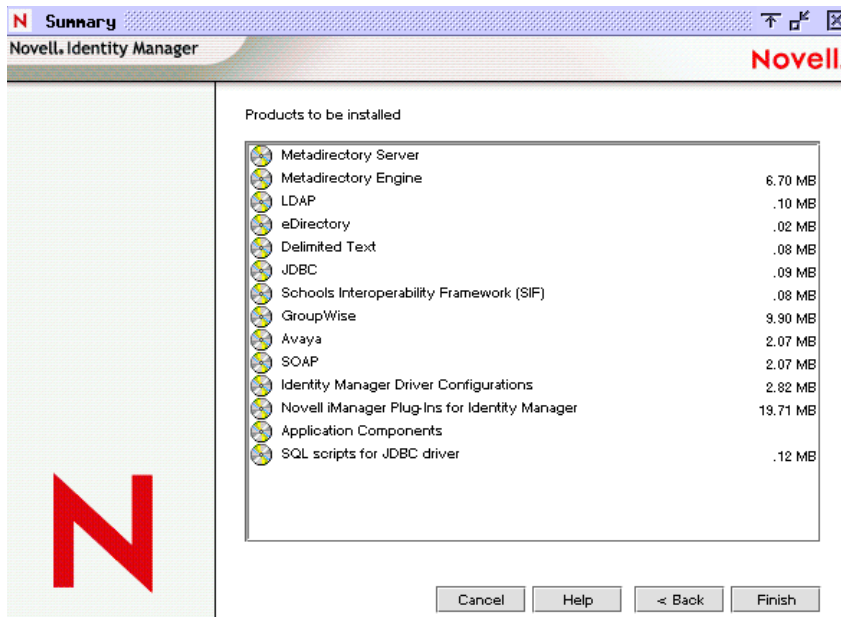 N Summary
Novell. Identity Manager
Novell.
Products to be installed
Metadirectory Server
Metadirectory Engine 6.70 MB
LDAP .10 MB
eDirectory .02 MB
Delimited Text .08 MB
JDBC .09 MB
Schools Interoperability Framework (SIF) .08 MB
GroupWise 9.90 MB
Avaya 2.07 MB
SOAP 2.07 MB
Identity Manager Driver Configurations 2.82 MB
Novell iManager Plug-Ins for Identity Manager 19.71 MB
Application Components
SQL scripts for JDBC driver .12 MB
N
Cancel Help < Back Finish